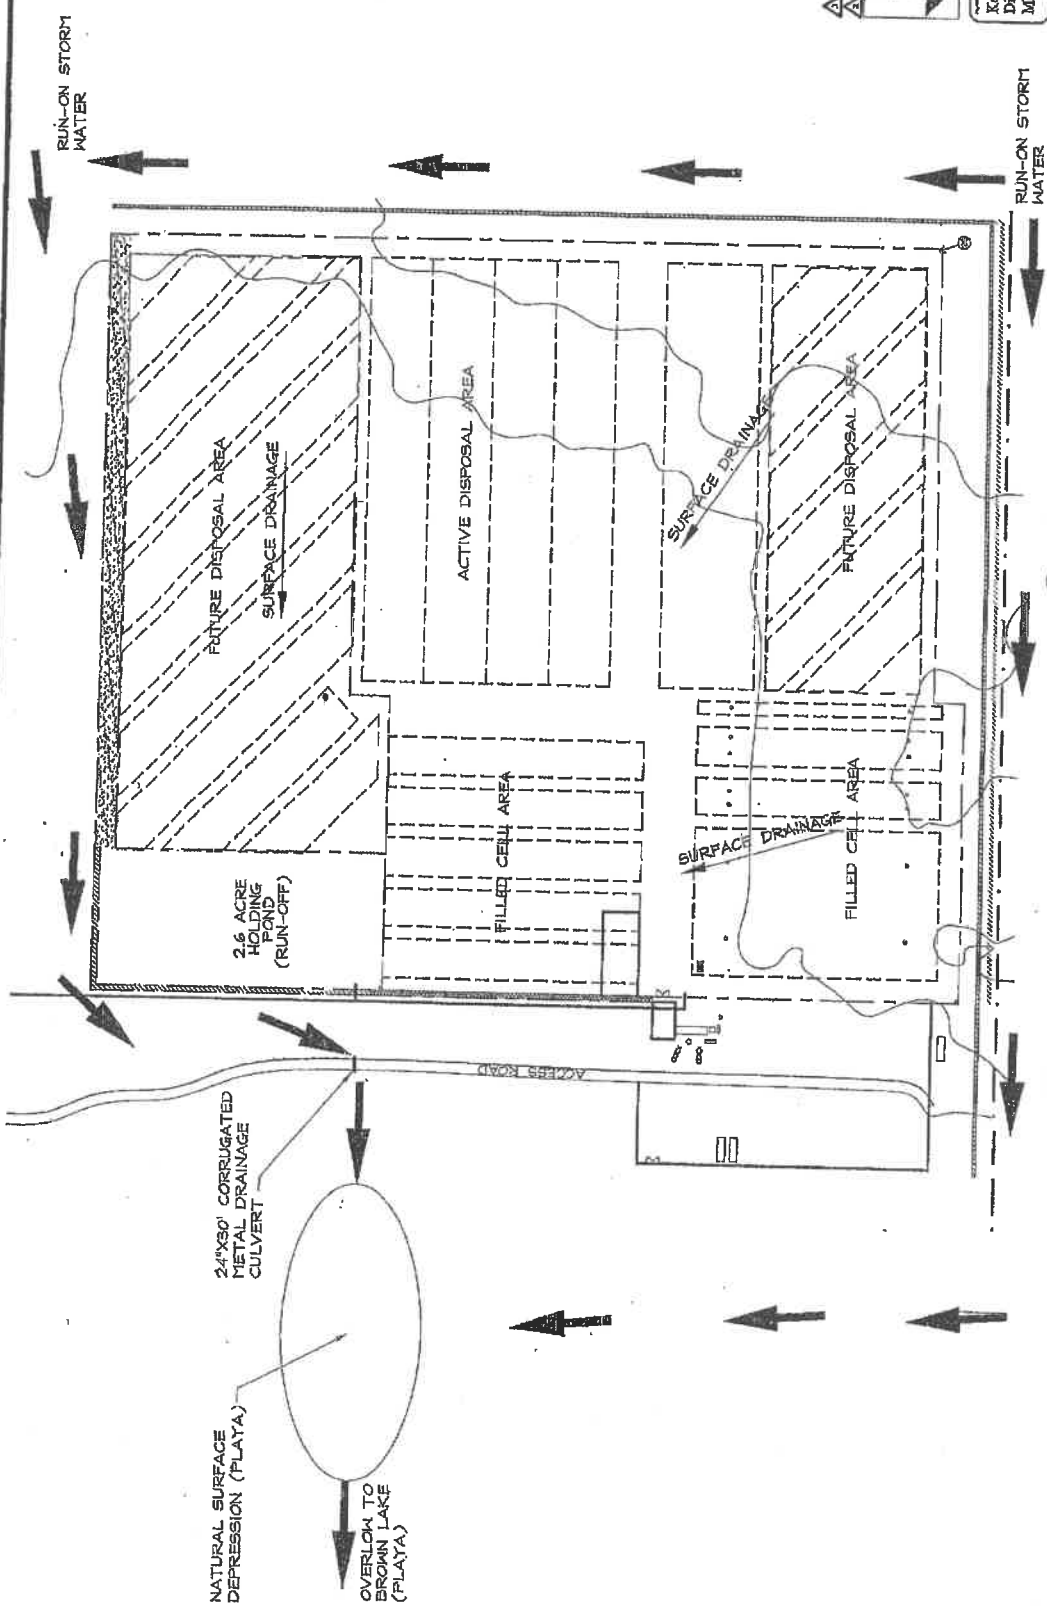 RUN-ON STORM
WATER
RUN-ON STORM
WATER
FUTURE DISPOSAL AREA
SURFACE DRAINAGE
ACTIVE DISPOSAL AREA
SURFACE DRAINAGE
FUTURE DISPOSAL AREA
2.6 ACRE
HOLDING
POND
(RUN-OFF)
FILLED CELL AREA
SURFACE DRAINAGE
FILLED CELL AREA
ACCESS ROAD
24"X30' CORRUGATED
METAL DRAINAGE
CULVERT
NATURAL SURFACE
DEPRESSION (PLAYA)
OVERLOW TO
BROWN LAKE
(PLAYA)